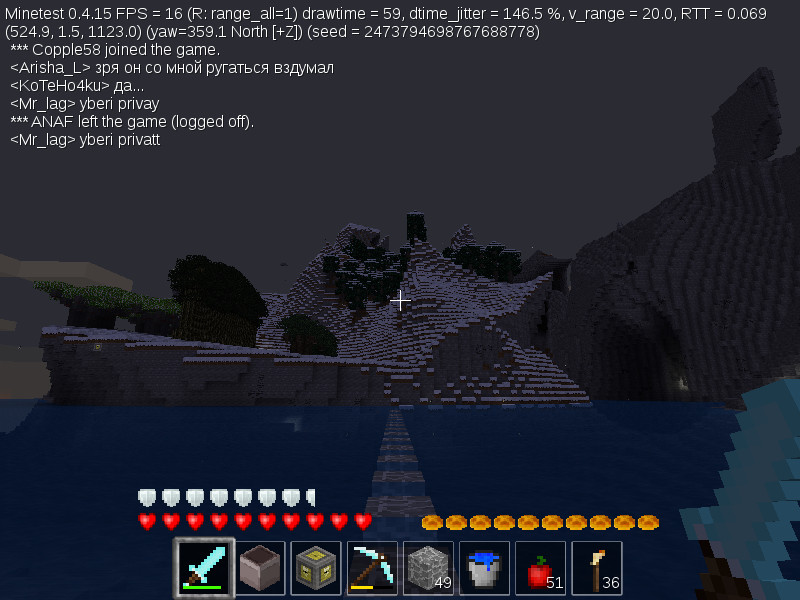 Minetest 0.4.15 FPS = 16 (R: range_all=1) drawtime = 59, dtime_jitter = 146.5 %, v_range = 20.0, RTT = 0.069
(524.9, 1.5, 1123.0) (yaw=359.1 North [+Z]) (seed = 2473794698767688778)
*** Copple58 joined the game.
<Arisha_L> зря он со мной ругаться вздумал
<KoTeHo4ku> да...
<Mr_lag> yberi privay
*** ANAF left the game (logged off).
<Mr_lag> yberi privatt
49
51
36